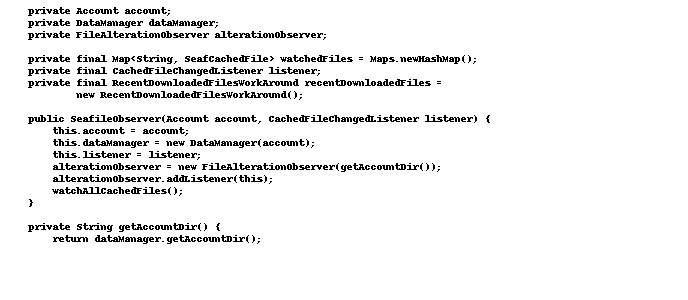 private Account account;
private DataManager dataManager;
private FileAlterationObserver alterationObserver;

private final Map<String, SeafCachedFile> watchedFiles = Maps.newHashMap();
private final CachedFileChangedListener listener;
private final RecentDownloadedFilesWorkAround recentDownloadedFiles =
        new RecentDownloadedFilesWorkAround();

public SeafileObserver(Account account, CachedFileChangedListener listener) {
    this.account = account;
    this.dataManager = new DataManager(account);
    this.listener = listener;
    alterationObserver = new FileAlterationObserver(getAccountDir());
    alterationObserver.addListener(this);
    watchAllCachedFiles();
}

private String getAccountDir() {
    return dataManager.getAccountDir();